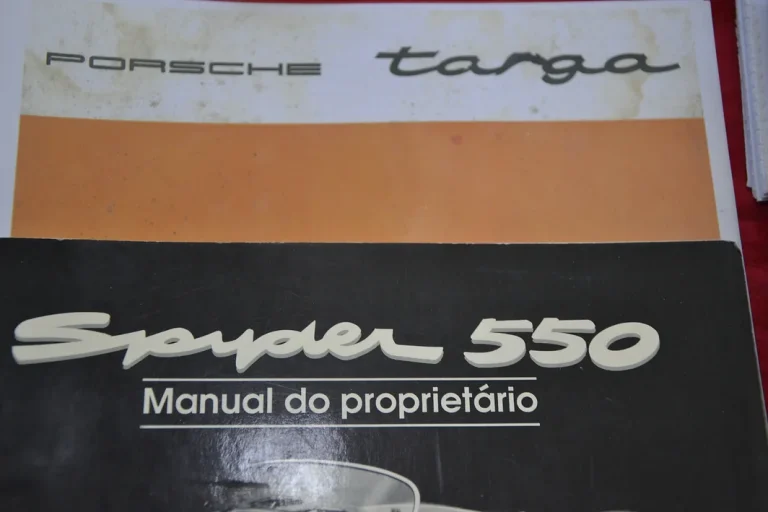 PORSCHE targa
Spyder 550
Manual do proprietário